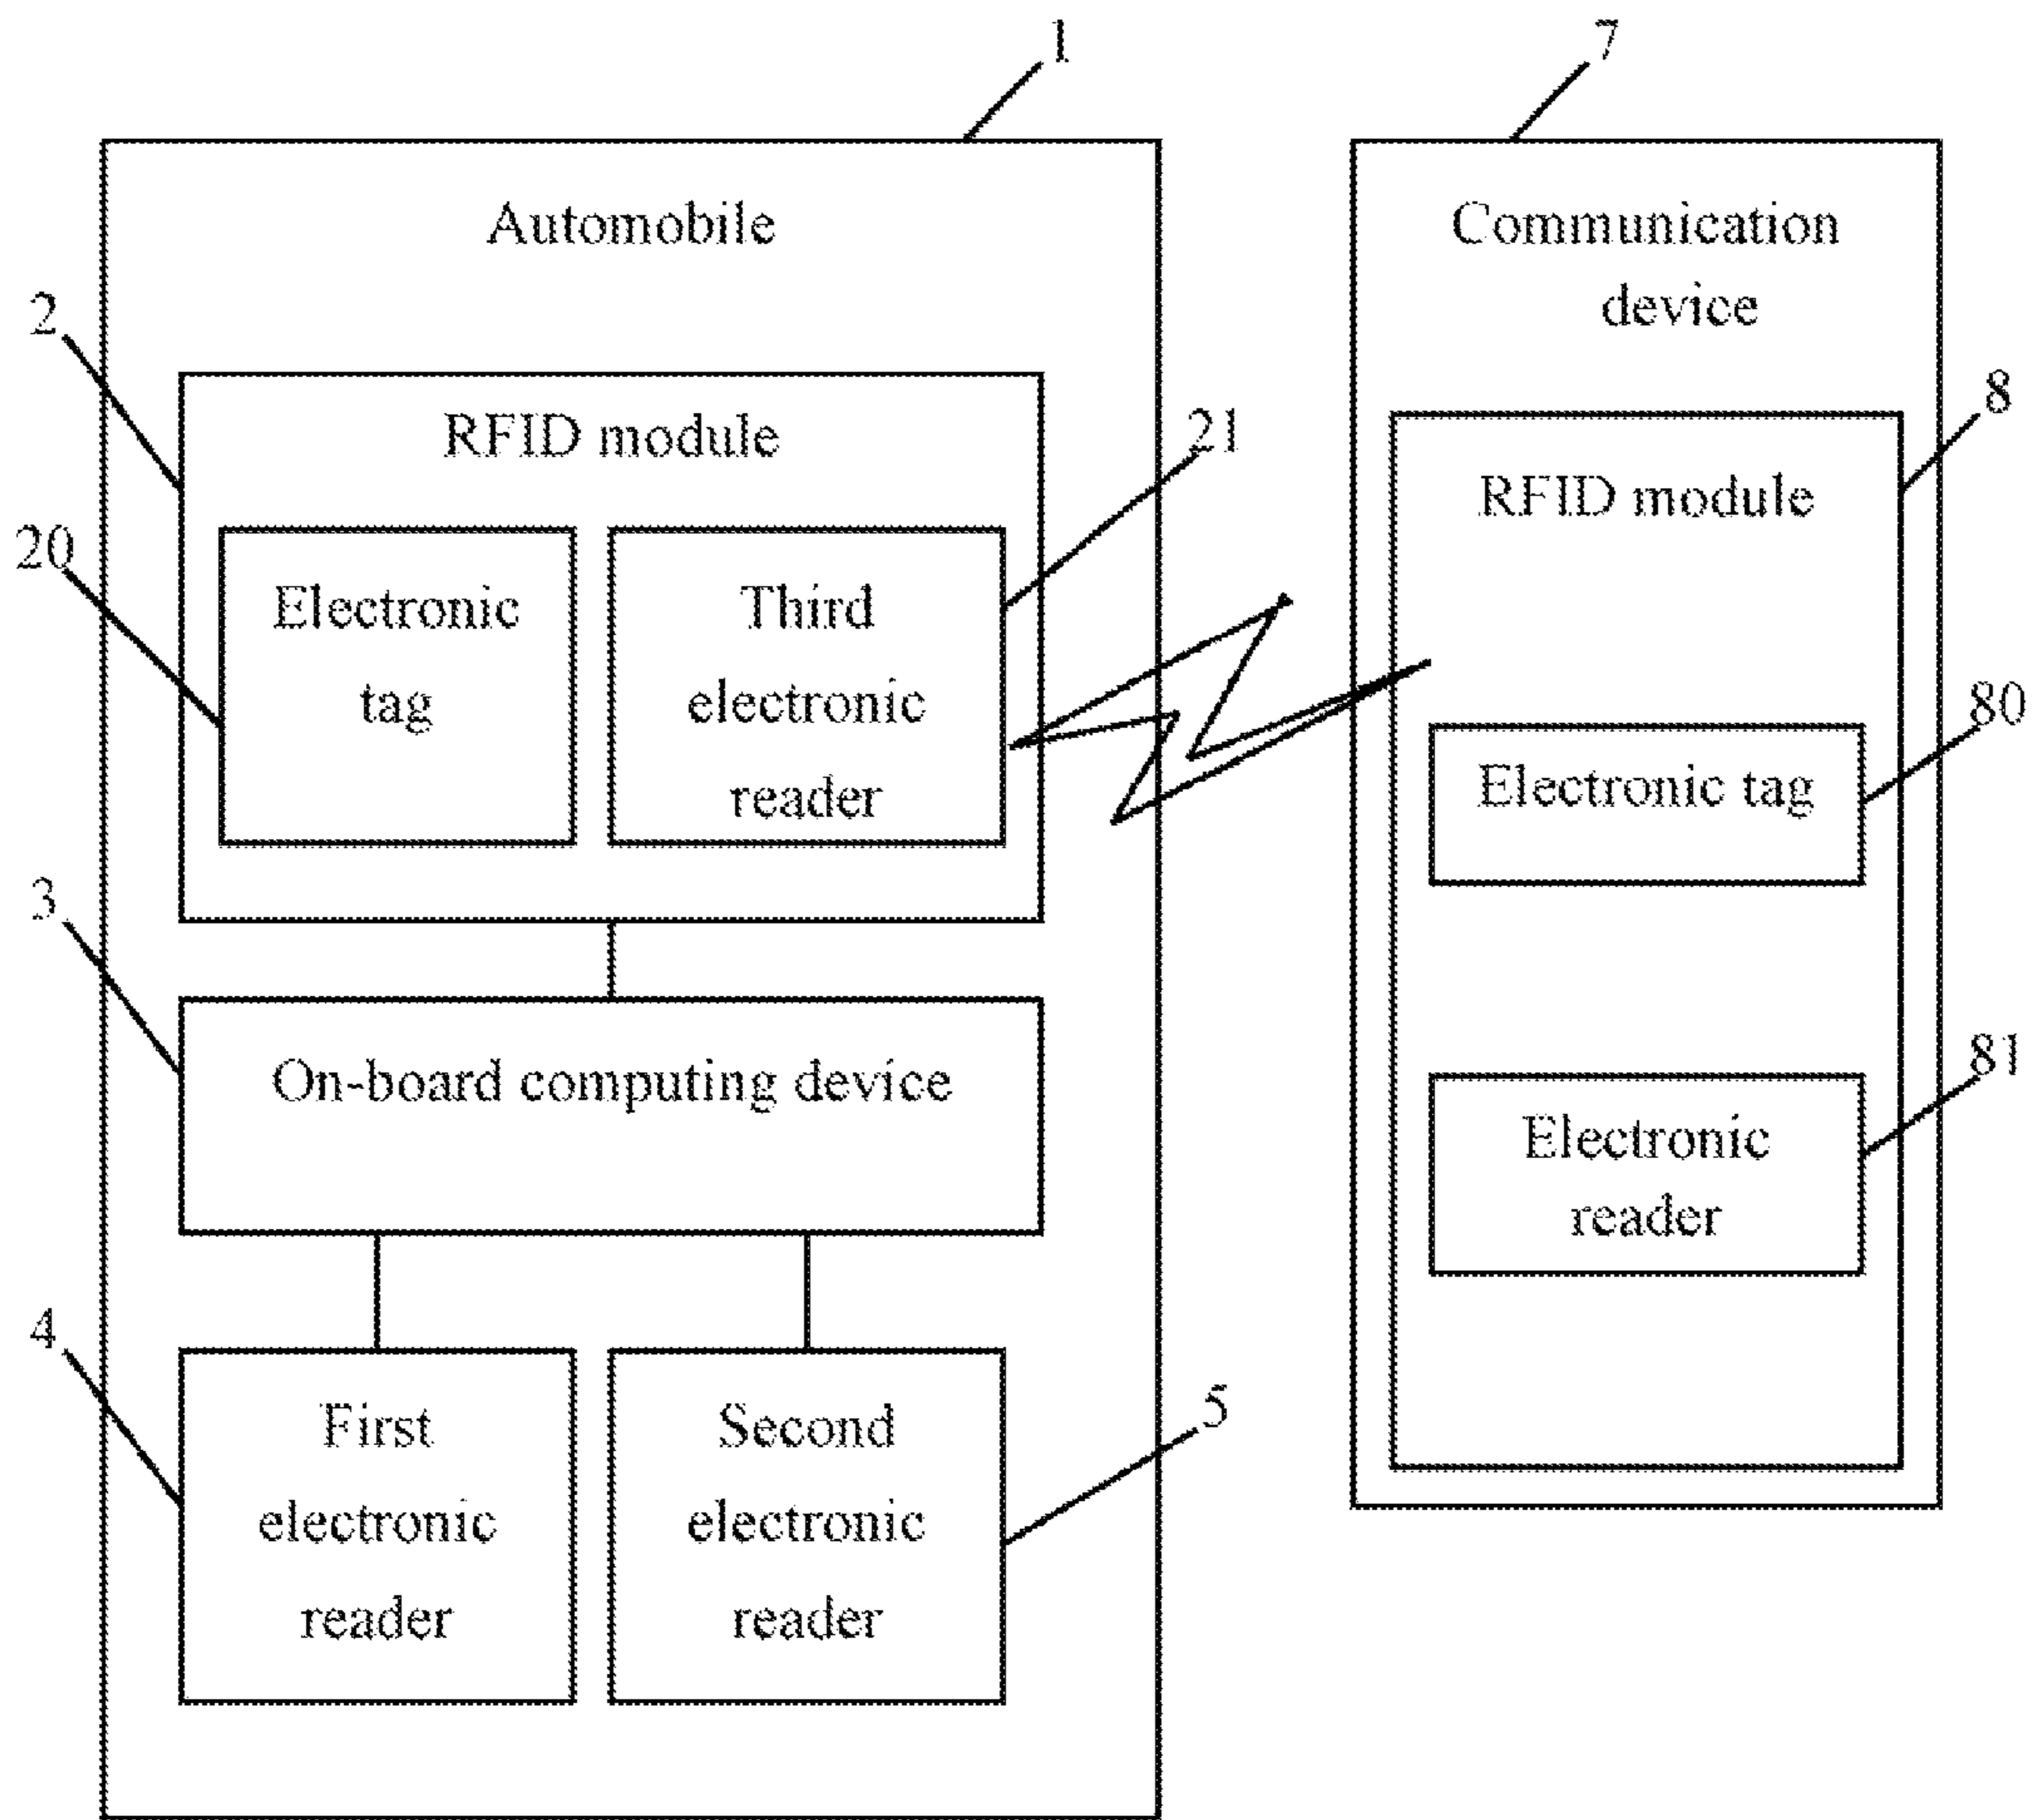 1
7
Automobile
Communication
device
2
RFID module
21
8
RFID module
20
Electronic
tag
Third
electronic
reader
80
Electronic tag
3
On-board computing device
81
Electronic
reader
4
First
electronic
reader
Second
electronic
reader
5